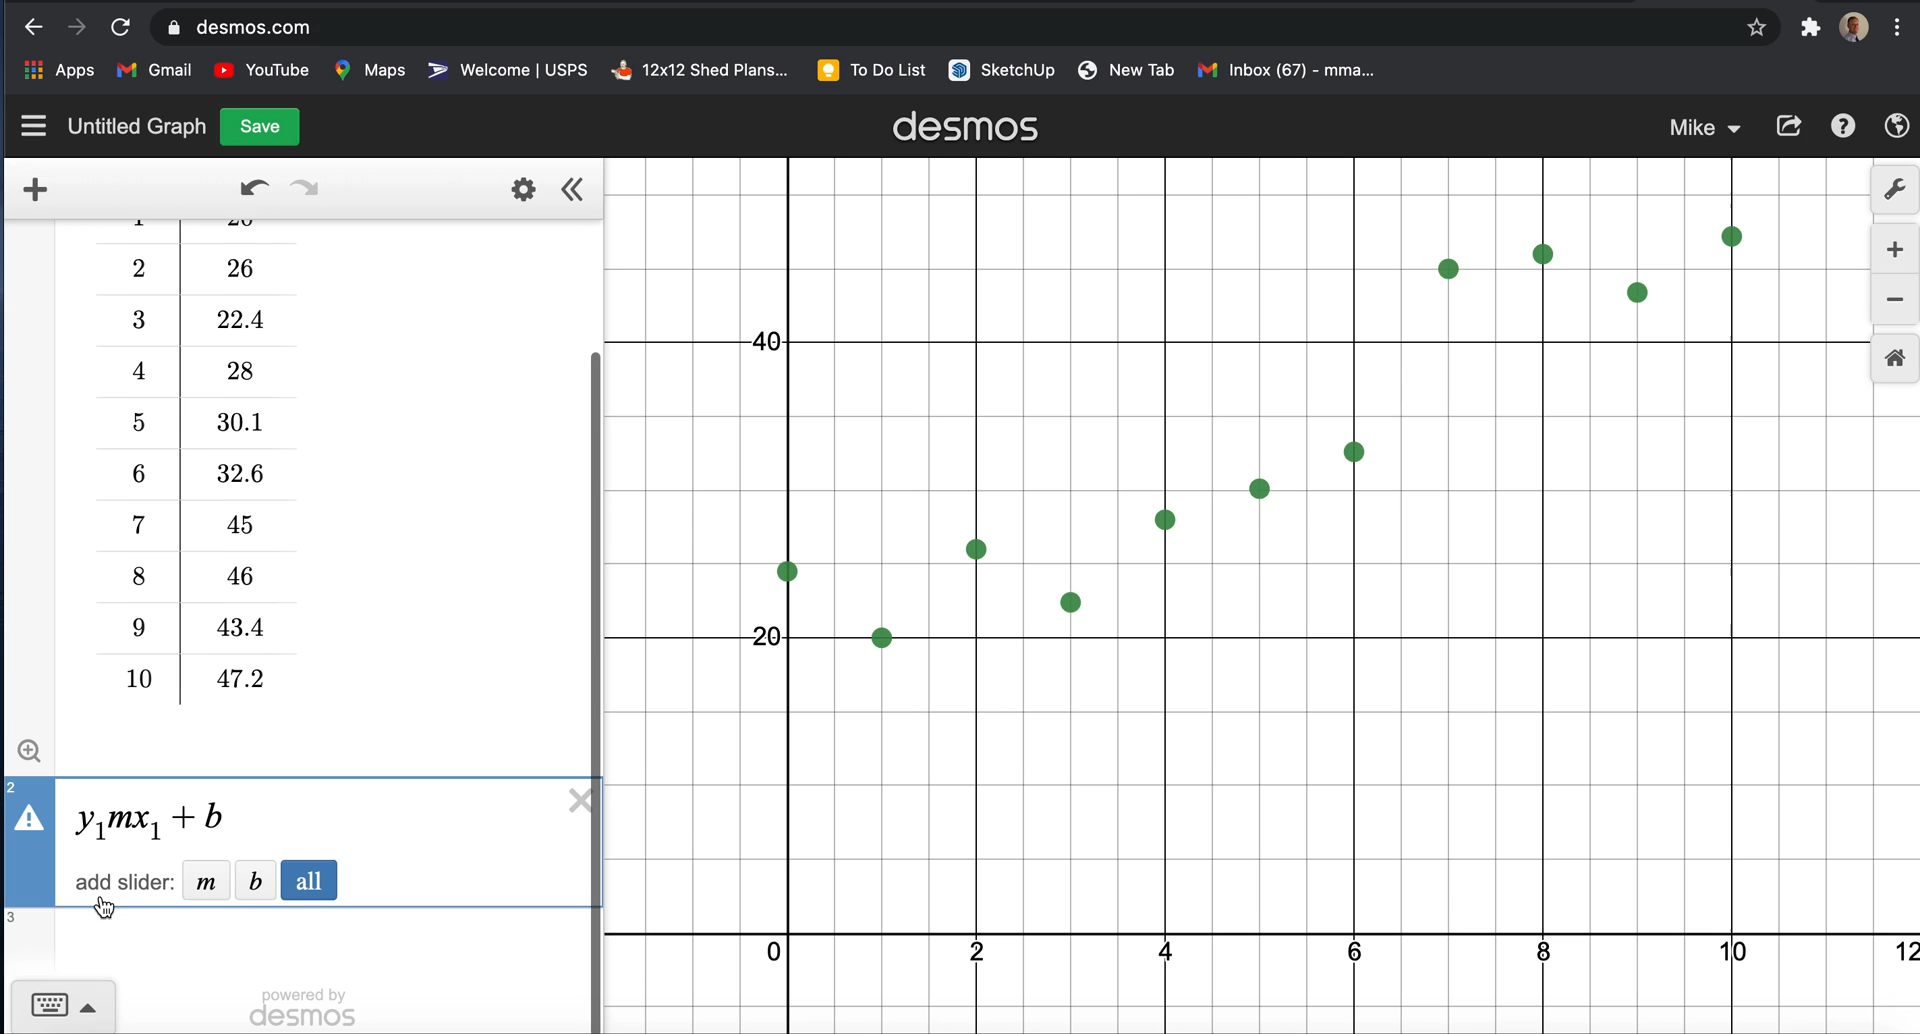 desmos.com
Apps Gmail YouTube Maps Welcome | USPS 12x12 Shed Plans... To Do List SketchUp New Tab Inbox (67) - mma...
Untitled Graph Save desmos Mike
1 20
2 26
3 22.4
4 28
5 30.1
6 32.6
7 45
8 46
9 43.4
10 47.2
2
y₁mx₁ + b
add slider: m b all
3
powered by
desmos
40
20
0 2 4 6 8 10 12